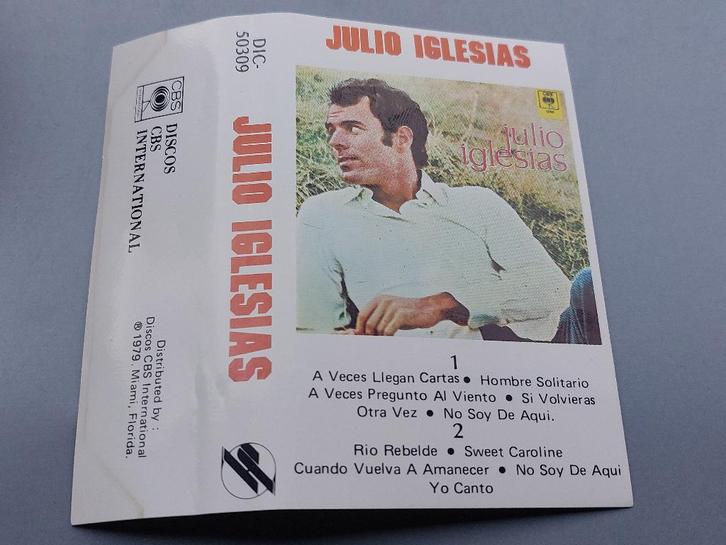 DIC-
50309
CBS
DISCOS
CBS
INTERNATIONAL
JULIO IGLESIAS
Distributed by :
Discos CBS International
℗ 1979. Miami, Florida.
JULIO IGLESIAS
CBS
julio
iglesias
1
A Veces Llegan Cartas ● Hombre Solitario
A Veces Pregunto Al Viento ● Si Volvieras
Otra Vez ● No Soy De Aqui.
2
Rio Rebelde ● Sweet Caroline
Cuando Vuelva A Amanecer ● No Soy De Aqui
Yo Canto